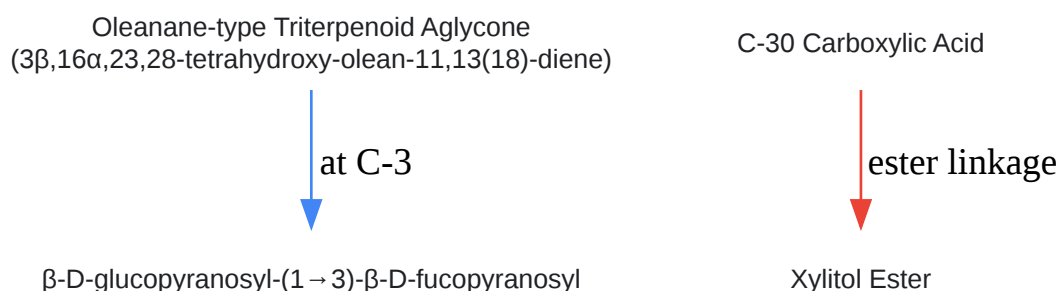 Oleanane-type Triterpenoid Aglycone
(3β,16α,23,28-tetrahydroxy-olean-11,13(18)-diene)
C-30 Carboxylic Acid
at C-3
ester linkage
β-D-glucopyranosyl-(1→3)-β-D-fucopyranosyl
Xylitol Ester